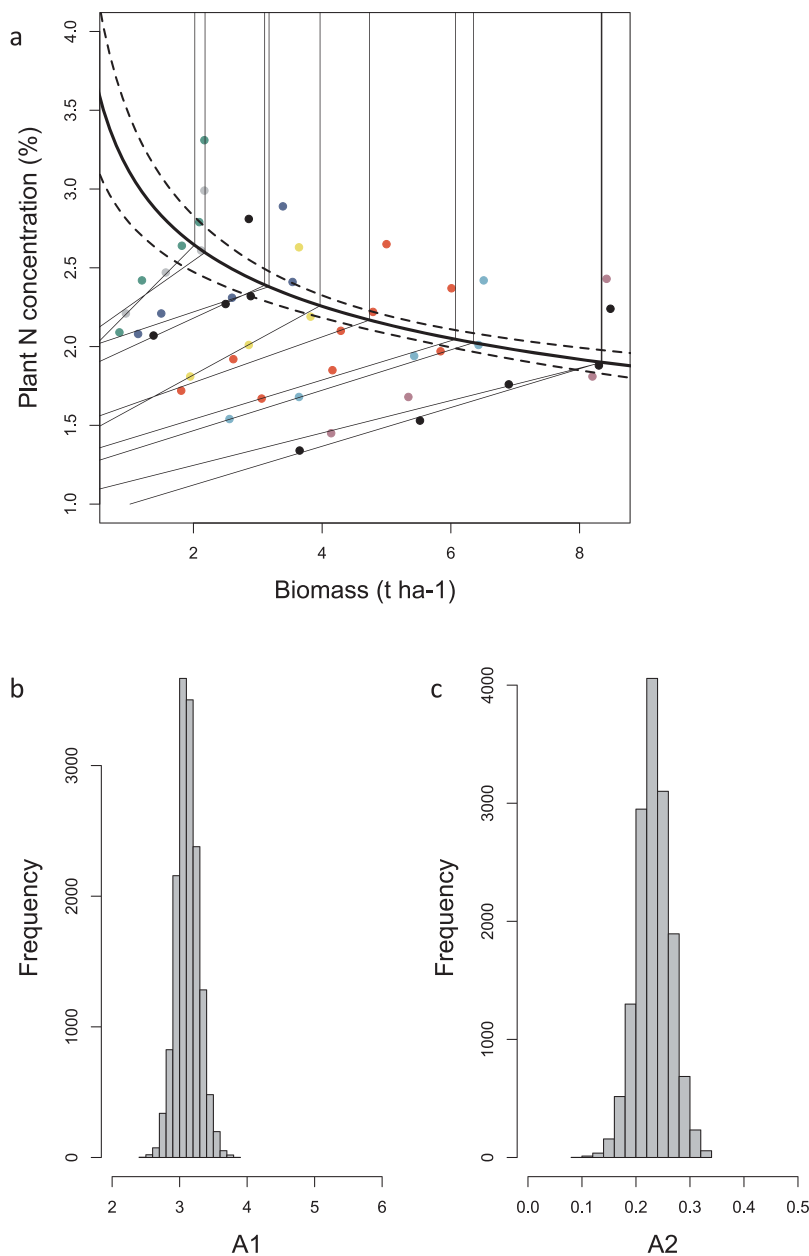 a
Plant N concentration (%)
4.0
3.5
3.0
2.5
2.0
1.5
1.0
2 4 6 8
Biomass (t ha-1)
b
Frequency
3000
2000
1000
0
2 3 4 5 6
A1
c
Frequency
4000
3000
2000
1000
0
0.0 0.1 0.2 0.3 0.4 0.5
A2